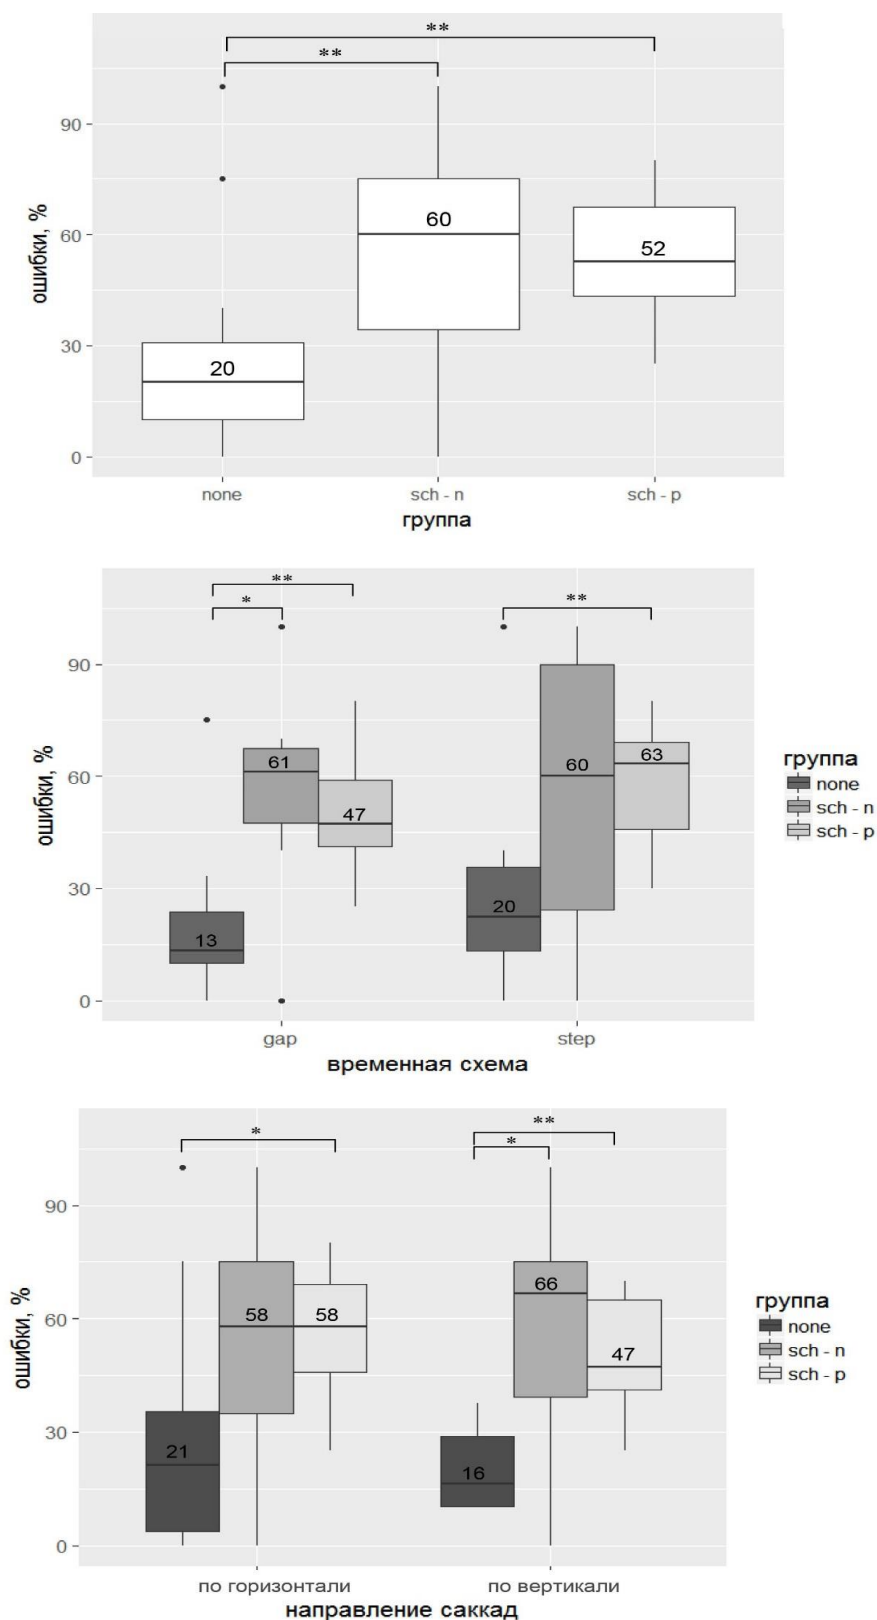 **
**
90
60
30
0
ошибки, %
20
60
52
none
sch - n
sch - p
группа
**
*
**
90
60
30
0
ошибки, %
13
61
47
20
60
63
gap
step
временная схема
группа
none
sch - n
sch - p
*
**
*
90
60
30
0
ошибки, %
21
58
58
16
66
47
по горизонтали
по вертикали
направление саккад
группа
none
sch - n
sch - p